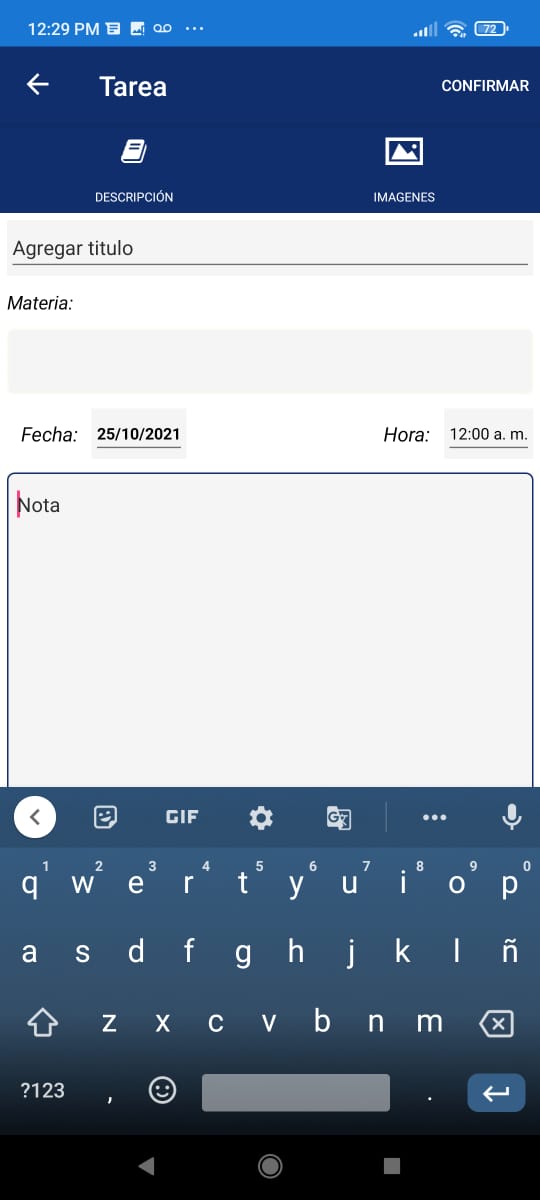 12:29 PM ... 72
Tarea CONFIRMAR
DESCRIPCIÓN IMAGENES
Agregar titulo
Materia:
Fecha: 25/10/2021 Hora: 12:00 a. m.
Nota
GIF G
1 2 3 4 5 6 7 8 9 0
q w e r t y u i o p
a s d f g h j k l ñ
z x c v b n m
?123 , .